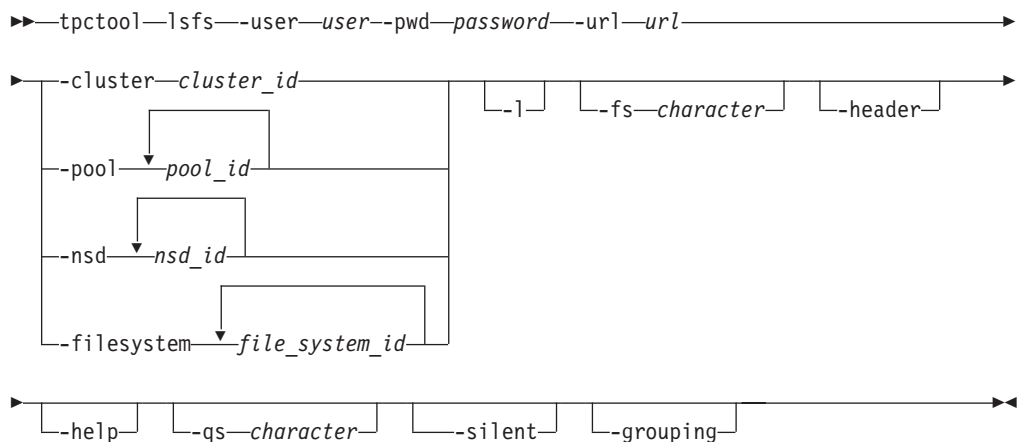 tpctool lsfs -user user -pwd password -url url
-cluster cluster_id
-l -fs character -header
-pool pool_id
-nsd nsd_id
-filesystem file_system_id
-help -qs character -silent -grouping